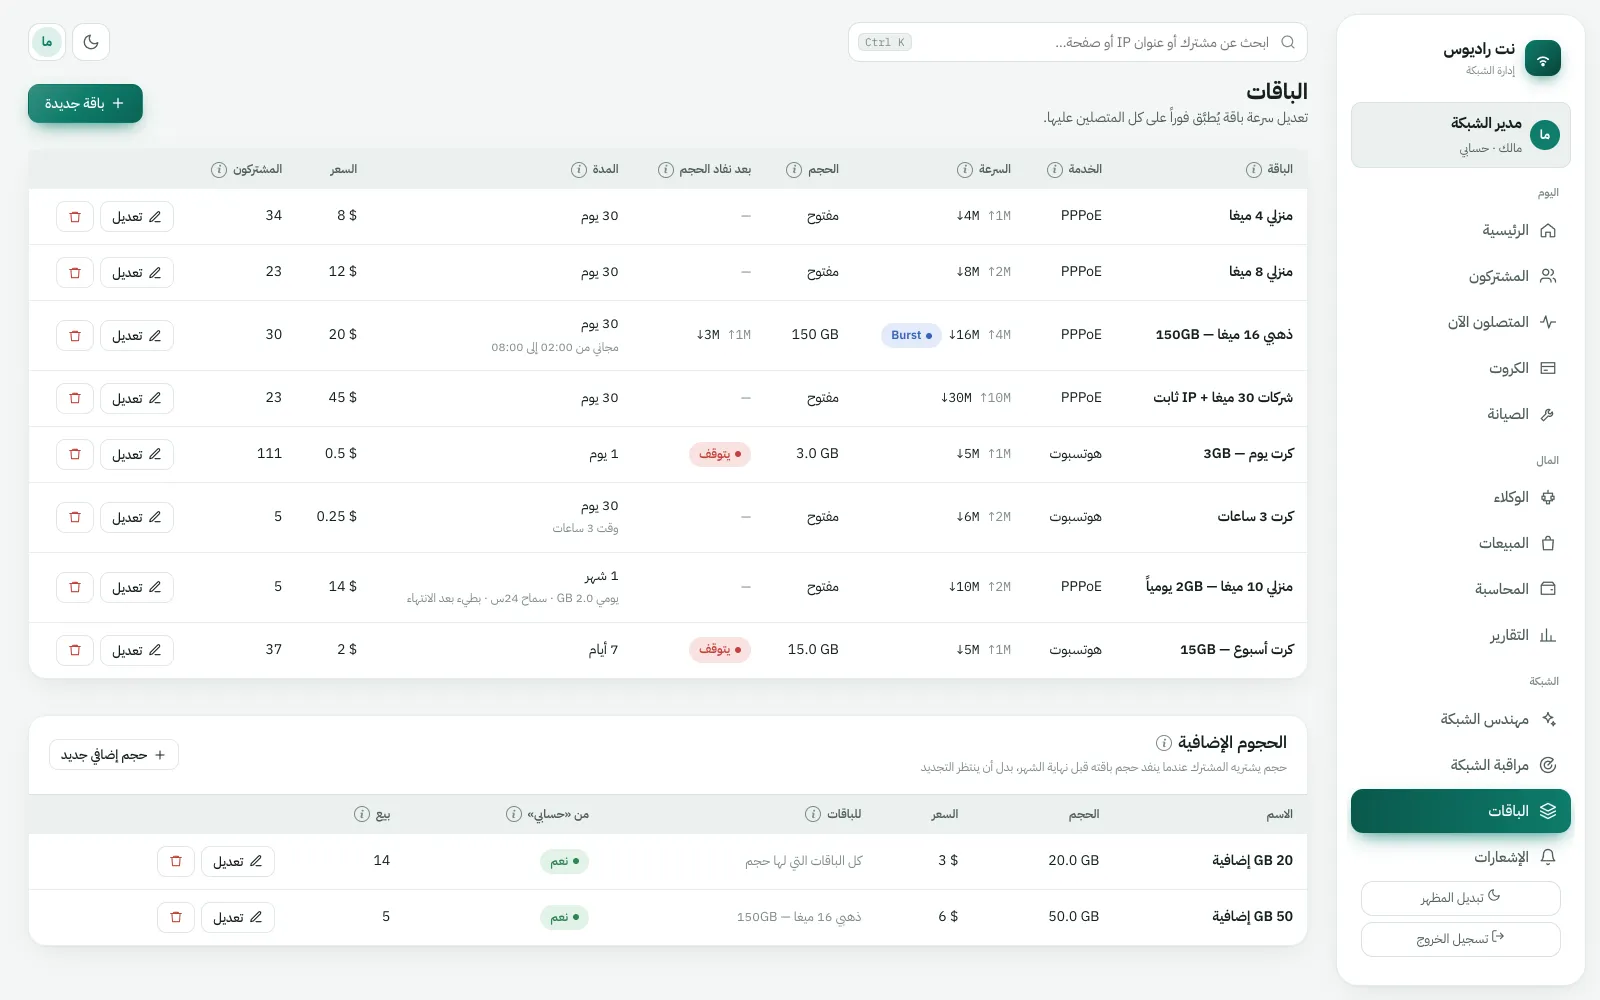 نت راديوس
إدارة الشبكة
ما
مدير الشبكة
مالك · حسابي
اليوم
الرئيسية
المشتركون
المتصلون الآن
الكروت
الصيانة
المال
الوكلاء
المبيعات
المحاسبة
التقارير
الشبكة
مهندس الشبكة
مراقبة الشبكة
الباقات
الإشعارات
تبديل المظهر
تسجيل الخروج
ابحث عن مشترك أو عنوان IP أو صفحة... Ctrl K
ما
الباقات
تعديل سرعة باقة يُطبَّق فوراً على كل المتصلين عليها.
+ باقة جديدة
الباقة الخدمة السرعة الحجم بعد نفاد الحجم المدة السعر المشتركون
منزلي 4 ميغا PPPoE ↓4M ↑1M مفتوح — 30 يوم 8 $ 34 تعديل
منزلي 8 ميغا PPPoE ↓8M ↑2M مفتوح — 30 يوم 12 $ 23 تعديل
ذهبي 16 ميغا — 150GB PPPoE ↓16M ↑4M Burst 150 GB ↓3M ↑1M 30 يوم 20 $ 30 تعديل
مجاني من 02:00 إلى 08:00
شركات 30 ميغا + IP ثابت PPPoE ↓30M ↑10M مفتوح — 30 يوم 45 $ 23 تعديل
كرت يوم — 3GB هوتسبوت ↓5M ↑1M 3.0 GB يتوقف 1 يوم 0.5 $ 111 تعديل
كرت 3 ساعات هوتسبوت ↓6M ↑2M مفتوح — 30 يوم 0.25 $ 5 تعديل
وقت 3 ساعات
منزلي 10 ميغا — 2GB يومياً PPPoE ↓10M ↑2M مفتوح — 1 شهر 14 $ 5 تعديل
يومي 2.0 GB · سماح 24س · بطيء بعد الانتهاء
كرت أسبوع — 15GB هوتسبوت ↓5M ↑1M 15.0 GB يتوقف 7 أيام 2 $ 37 تعديل
الحجوم الإضافية
حجم يشتريه المشترك عندما ينفد حجم باقته قبل نهاية الشهر، بدل أن ينتظر التجديد
+ حجم إضافي جديد
الاسم الحجم السعر للباقات من «حسابي» بيع
20 GB إضافية 20.0 GB 3 $ كل الباقات التي لها حجم نعم 14 تعديل
50 GB إضافية 50.0 GB 6 $ ذهبي 16 ميغا — 150GB نعم 5 تعديل